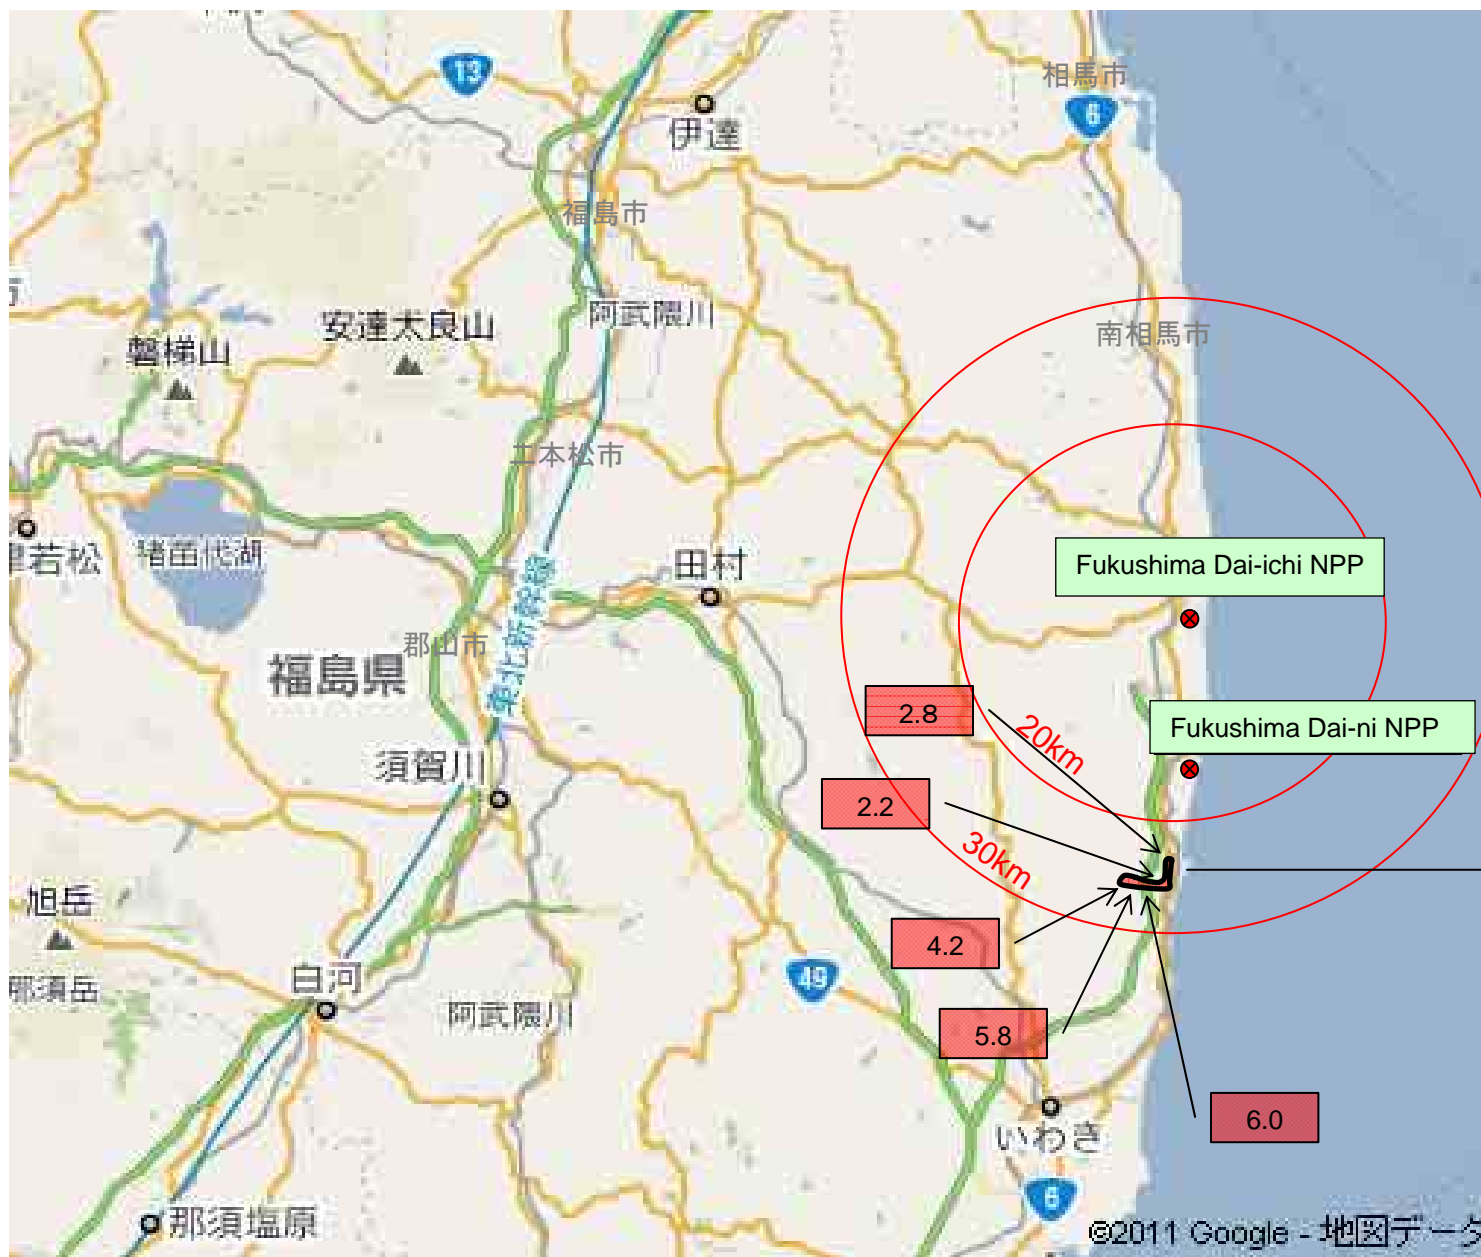 13
相馬市
6
伊達
福島市
阿武隈川
安達太良山
磐梯山
南相馬市
二本松市
猪苗代湖
若松
田村
東北新幹線
郡山市
福島県
Fukushima Dai-ichi NPP
2.8
20km
Fukushima Dai-ni NPP
須賀川
2.2
30km
旭岳
4.2
49
那須岳
白河
阿武隈川
5.8
いわき
6.0
6
那須塩原
©2011 Google - 地図データ